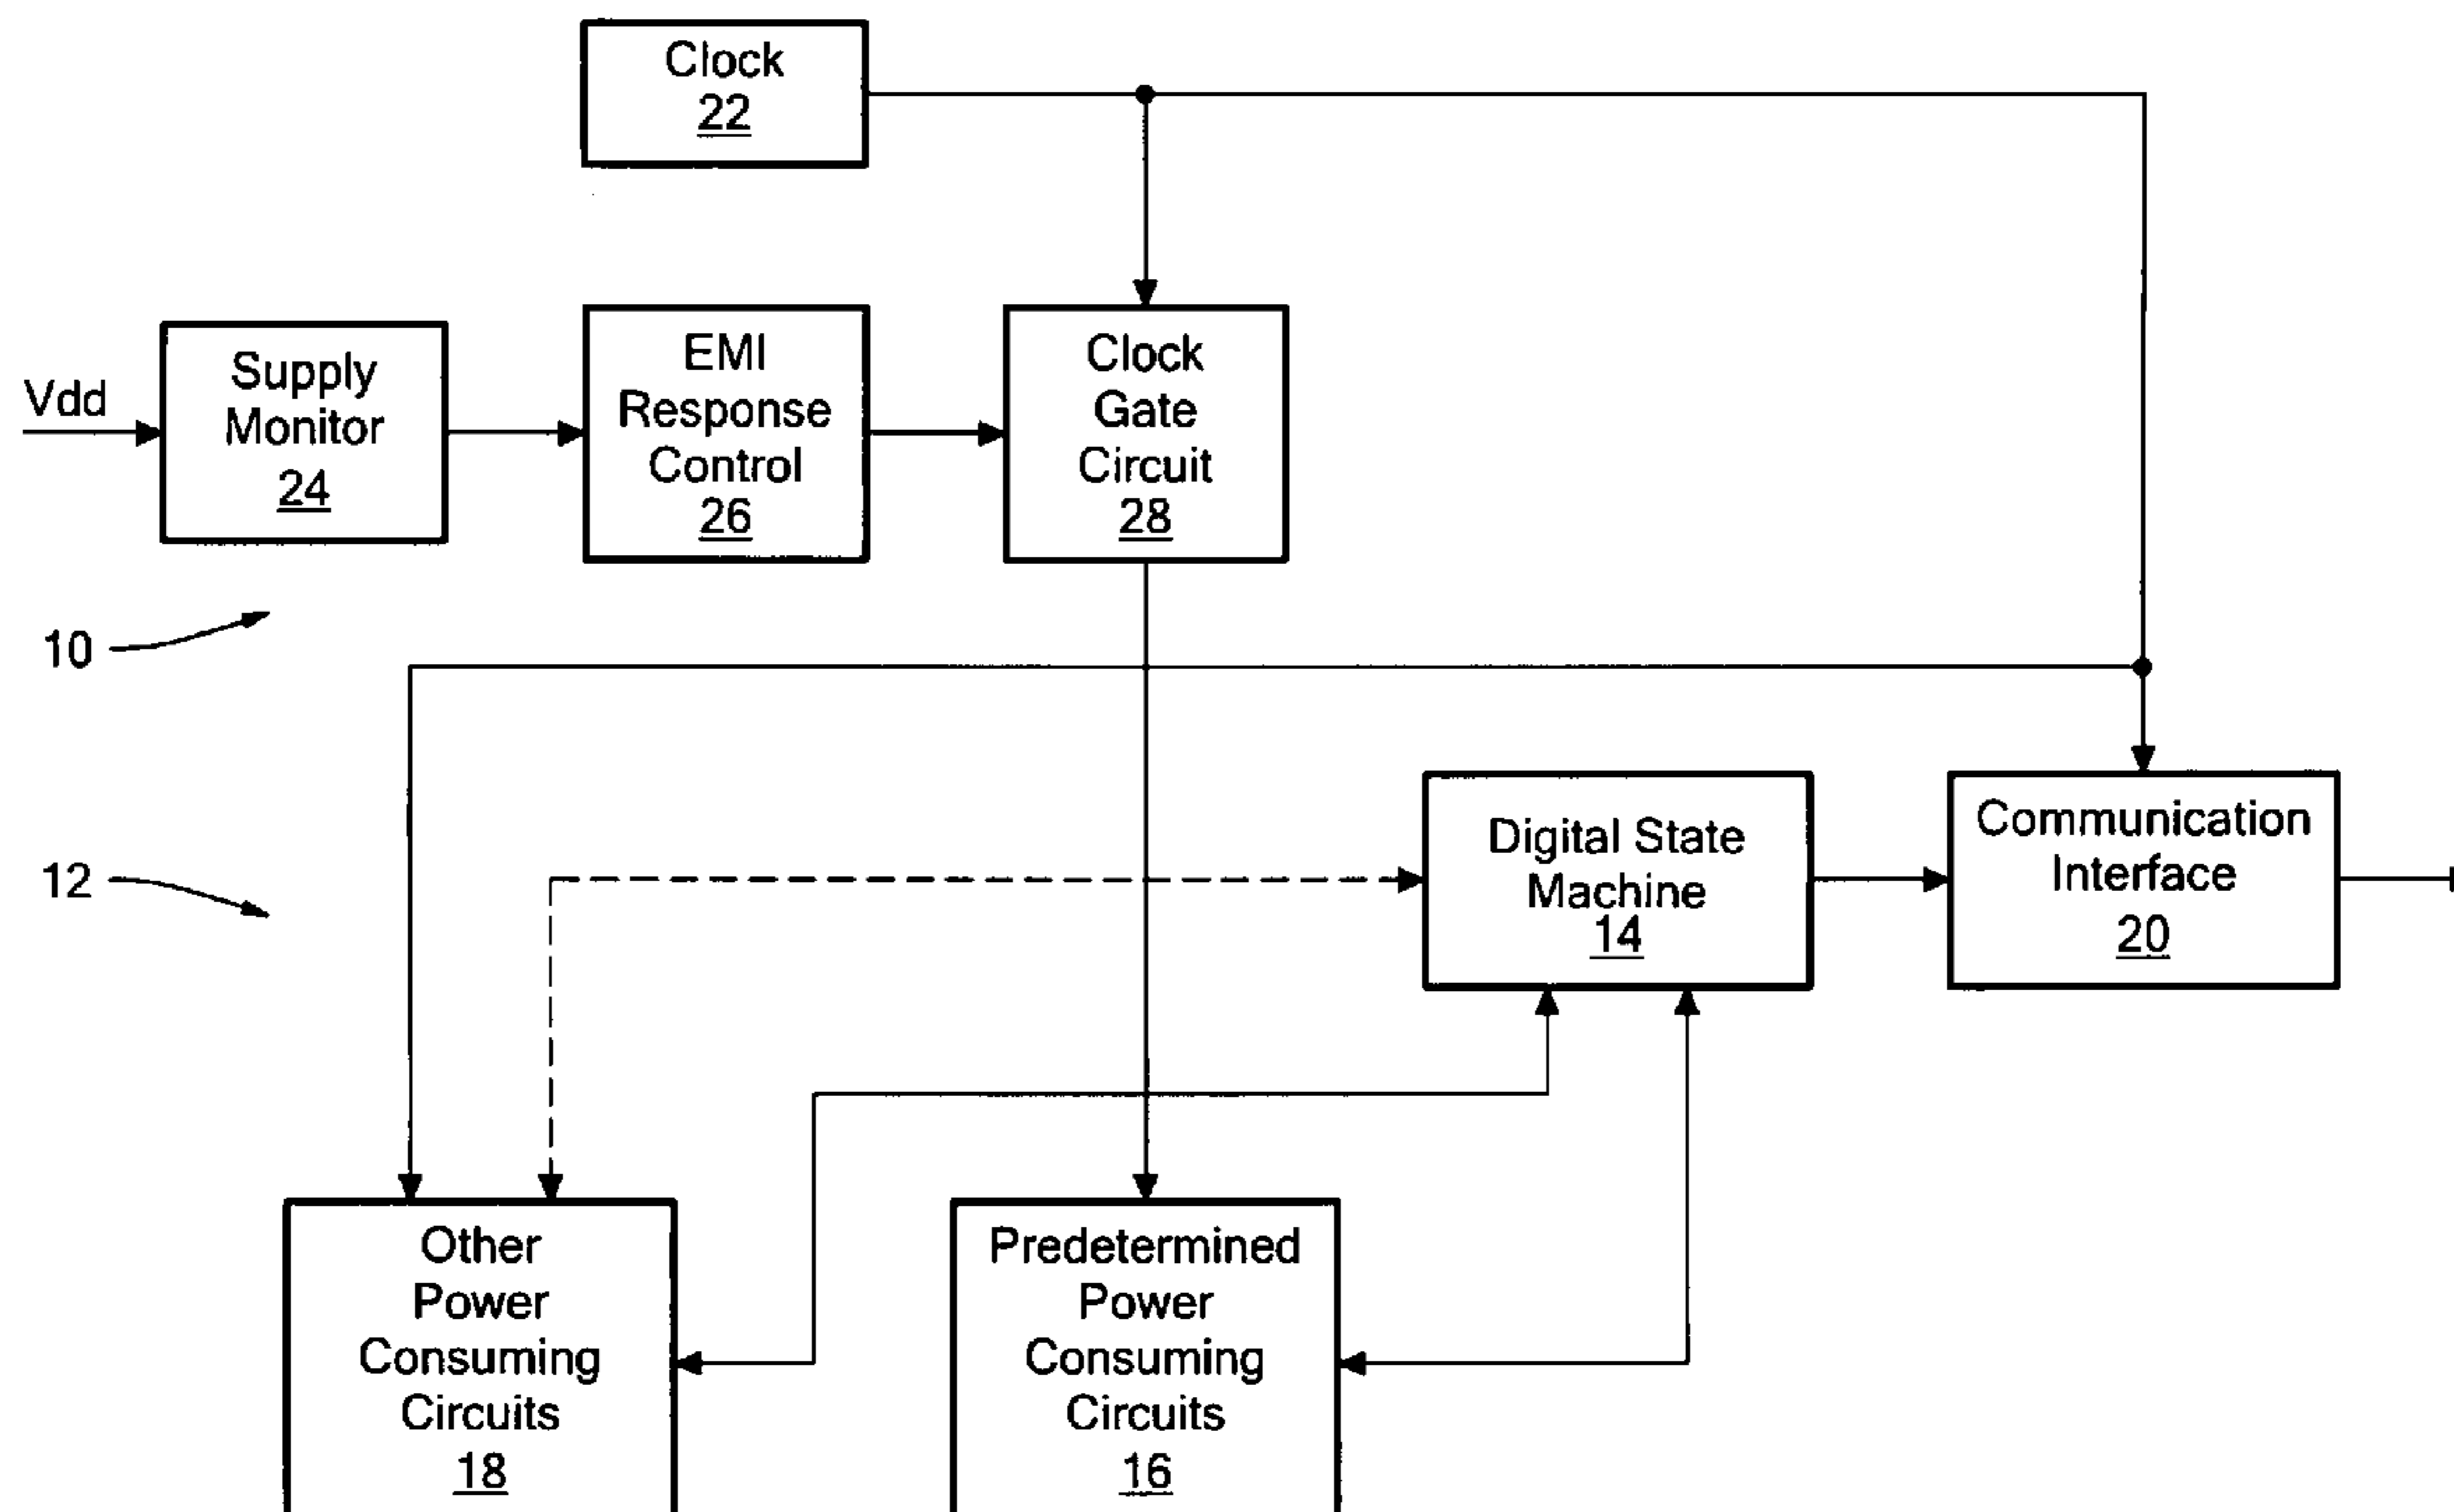 Clock
22
Vdd
Supply
Monitor
24
EMI
Response
Control
26
Clock
Gate
Circuit
28
10
12
Digital State
Machine
14
Communication
Interface
20
Other
Power
Consuming
Circuits
18
Predetermined
Power
Consuming
Circuits
16